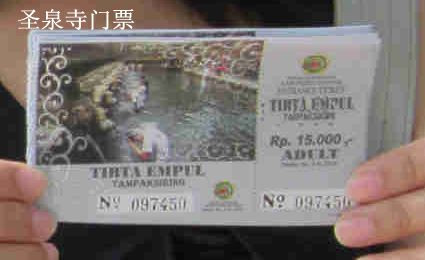 圣泉寺门票
ENTRANCE TICKET
TIRTA EMPUL
TAMPAKSIRING
Rp. 15.000,-
ADULT
TIRTA EMPUL
TAMPAKSIRING
No 097450
No 097450